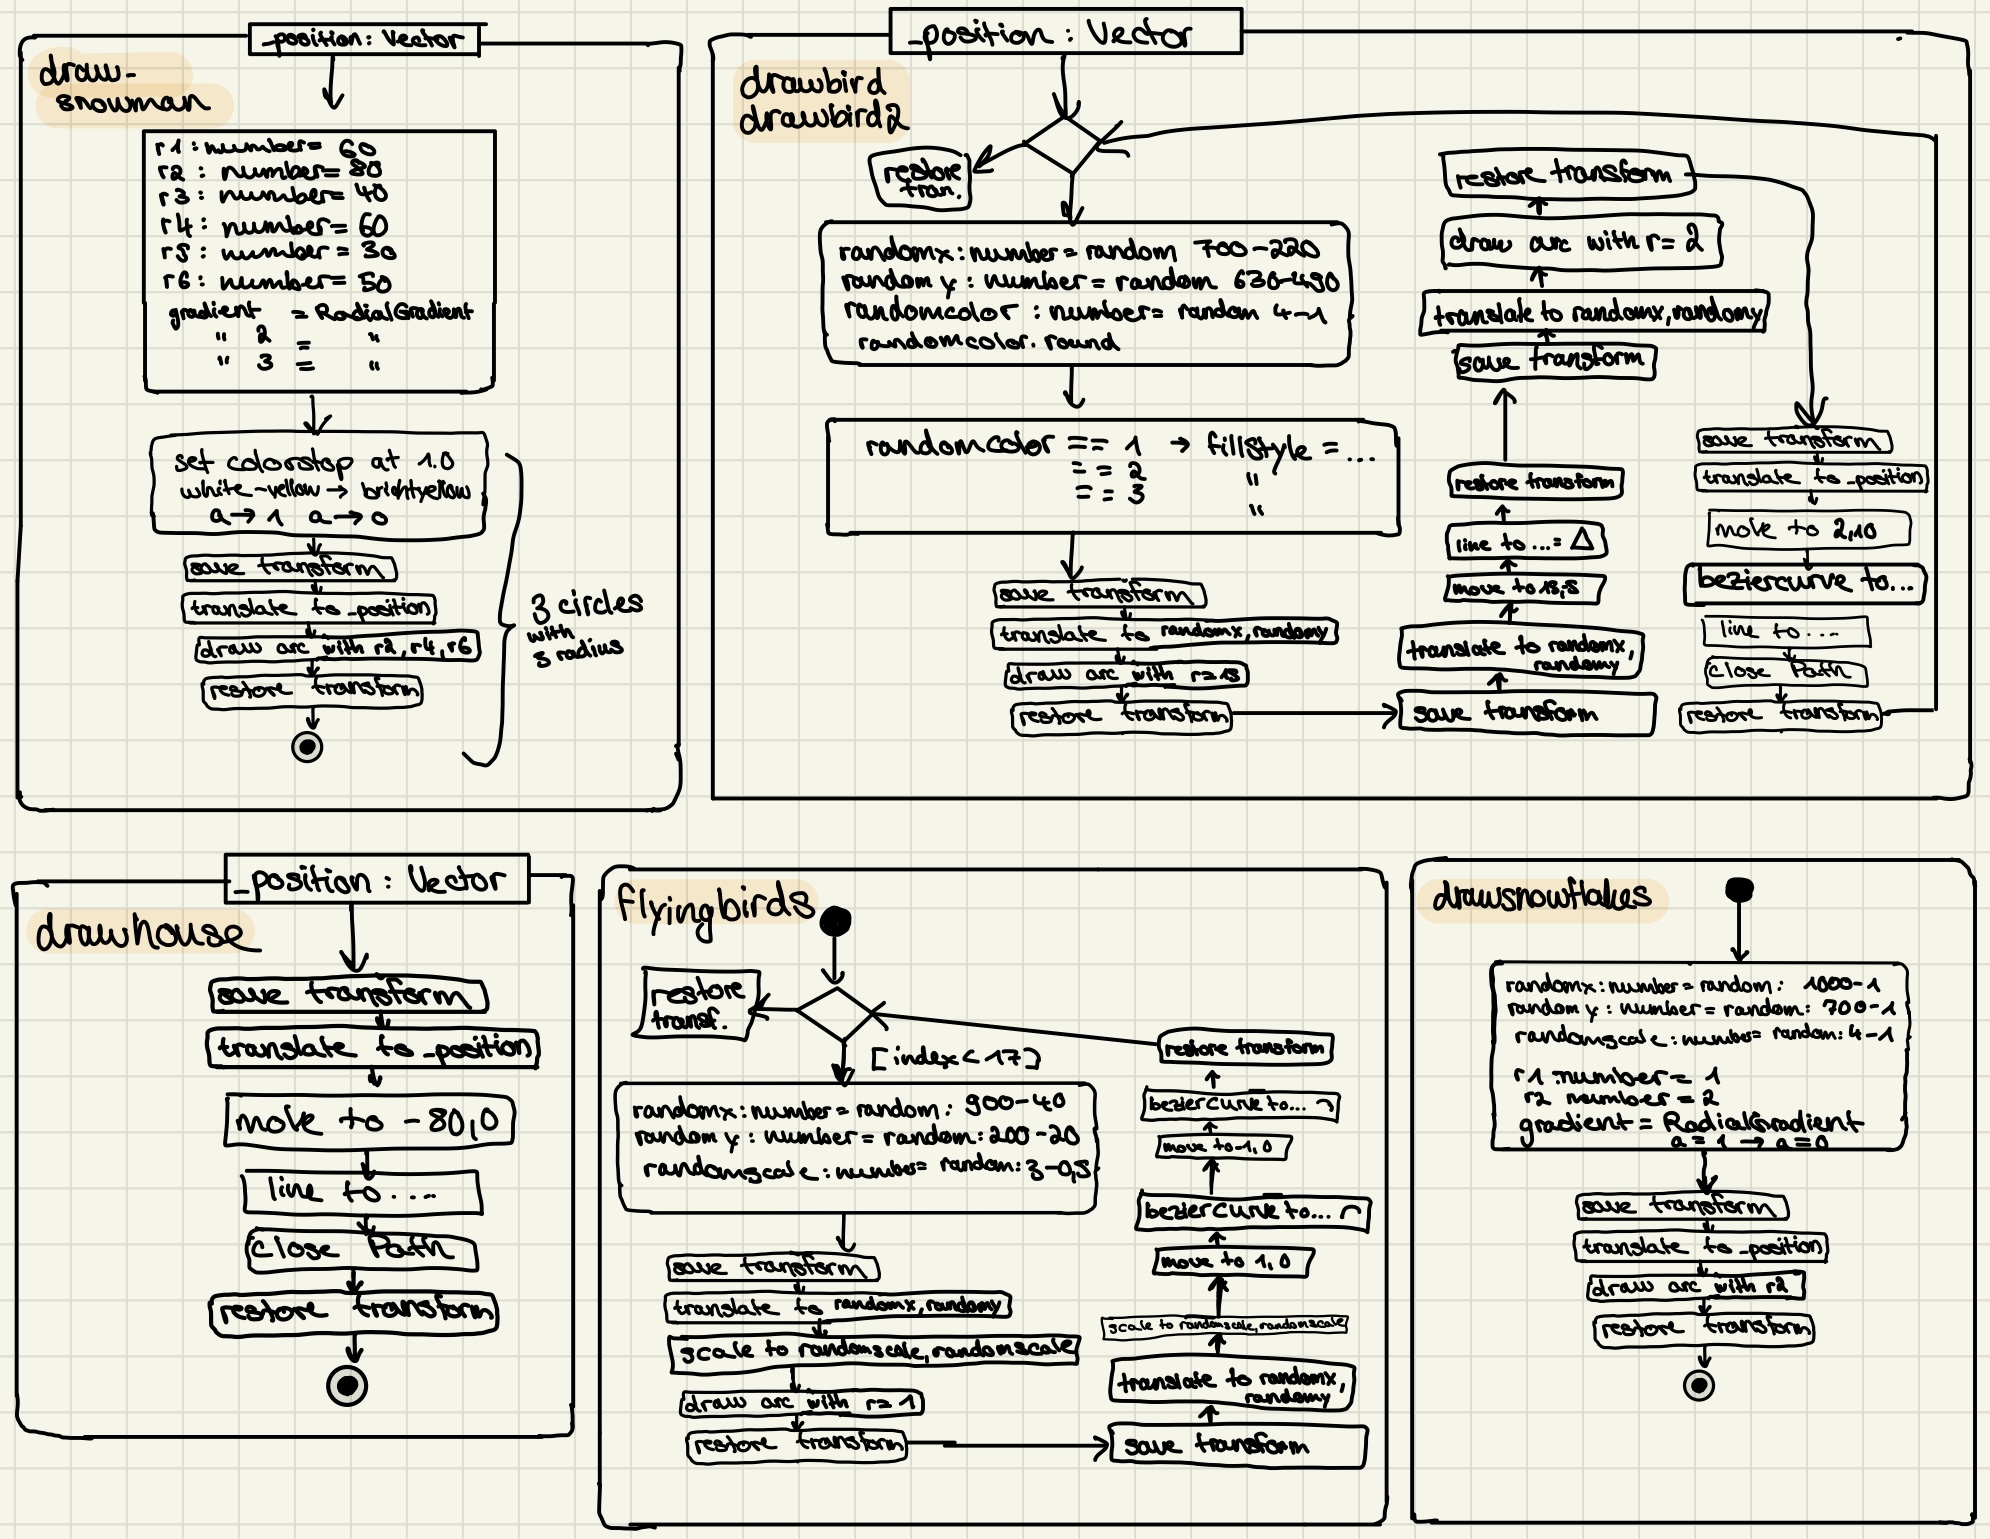 _position: Vector
draw-
snowman
r1: number= 60
r2: number= 80
r3: number= 40
r4: number= 60
r5: number = 30
r6: number= 50
gradient = RadialGradient
" 2 = "
" 3 = "
set colorstop at 1.0
white-yellow → brightyellow
a→1 a→0
save transform
translate to _position
draw arc with r2, r4, r6
restore transform
3 circles
with
s radius
_position: Vector
drawbird
drawbird2
restore
tran.
randomx: number= random 700-220
random y: number= random 630-490
randomcolor : number= random 4-1
randomcolor. round
randomcolor == 1 → fillStyle =...
== 2 "
== 3 "
save transform
translate to randomx, randomy
draw arc with r=15
restore transform
save transform
translate to randomx,
randomy
move to 15,5
line to ...= △
restore transform
save transform
translate to randomx, randomy
draw arc with r= 2
restore transform
save transform
translate to _position
move to 2,10
beziercurve to...
line to ....
close Path
restore transform
_position: Vector
drawhouse
save transform
translate to _position
move to -80,0
line to ....
close Path
restore transform
flyingbirds
restore
transf.
[index<17]
randomx: number= random: 900-40
random y: number= random: 200-20
randomscale: number= random: 3-0,5
save transform
translate to randomx, randomy
scale to randomscale, randomscale
draw arc with r= 1
restore transform
save transform
translate to randomx,
randomy
scale to randomscale, randomscale
move to 1, 0
bezierCurve to...
move to -1, 0
bezierCurve to...
restore transform
drawsnowflakes
randomx: number= random: 1000-1
random y: number= random: 700-1
randomscale: number= random: 4-1
r1: number= 1
r2 number = 2
gradient = RadialGradient
a=1 → a=0
save transform
translate to _position
draw arc with r2
restore transform